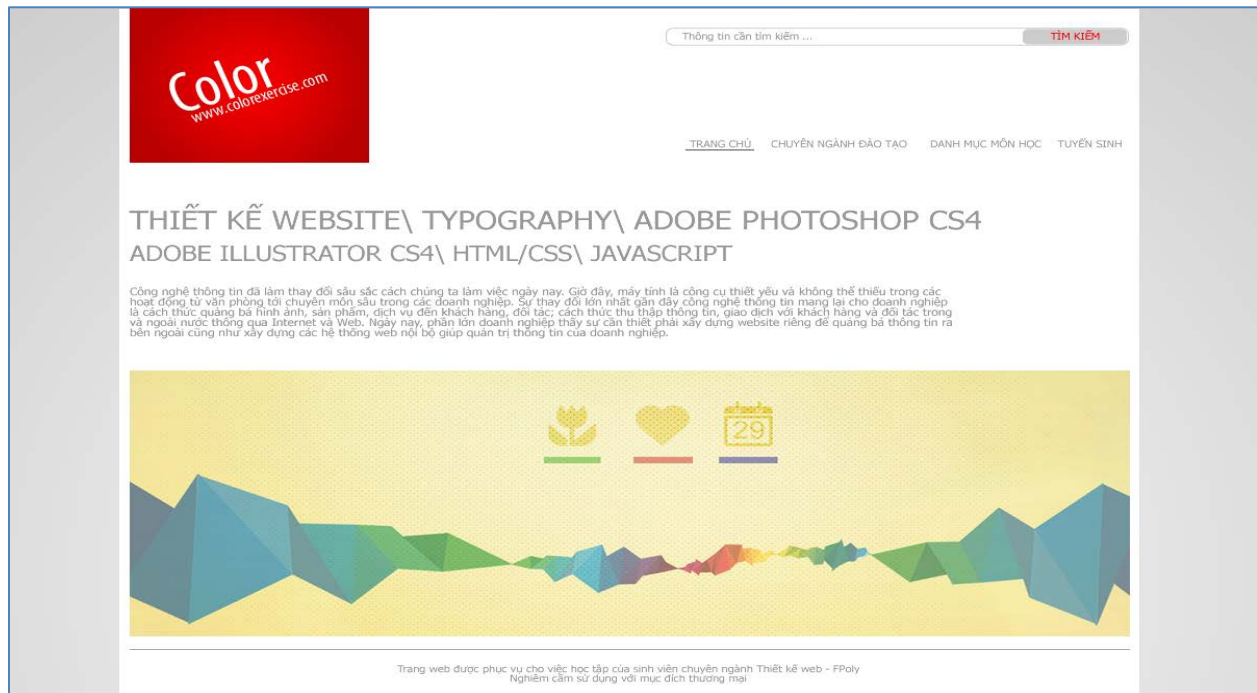 Color
www.colorexercise.com
Thông tin cần tìm kiếm ...
TÌM KIẾM
TRANG CHỦ CHUYÊN NGÀNH ĐÀO TẠO DANH MỤC MÔN HỌC TUYỂN SINH
THIẾT KẾ WEBSITE\ TYPOGRAPHY\ ADOBE PHOTOSHOP CS4
ADOBE ILLUSTRATOR CS4\ HTML/CSS\ JAVASCRIPT
Công nghệ thông tin đã làm thay đổi sâu sắc cách chúng ta làm việc ngày nay. Giờ đây, máy tính là công cụ thiết yếu và không thể thiếu trong các
hoạt động từ văn phòng tới chuyên môn sâu trong các doanh nghiệp. Sự thay đổi lớn nhất gần đây công nghệ thông tin mang lại cho doanh nghiệp
là cách thức quảng bá hình ảnh, sản phẩm, dịch vụ đến khách hàng, đối tác; cách thức thu thập thông tin, giao dịch với khách hàng và đối tác trong
và ngoài nước thông qua Internet và Web. Ngày nay, phần lớn doanh nghiệp thấy sự cần thiết phải xây dựng website riêng để quảng bá thông tin ra
bên ngoài cũng như xây dựng các hệ thống web nội bộ giúp quản trị thông tin của doanh nghiệp.
29
Trang web được phục vụ cho việc học tập của sinh viên chuyên ngành Thiết kế web - FPoly
Nghiêm cấm sử dụng với mục đích thương mại